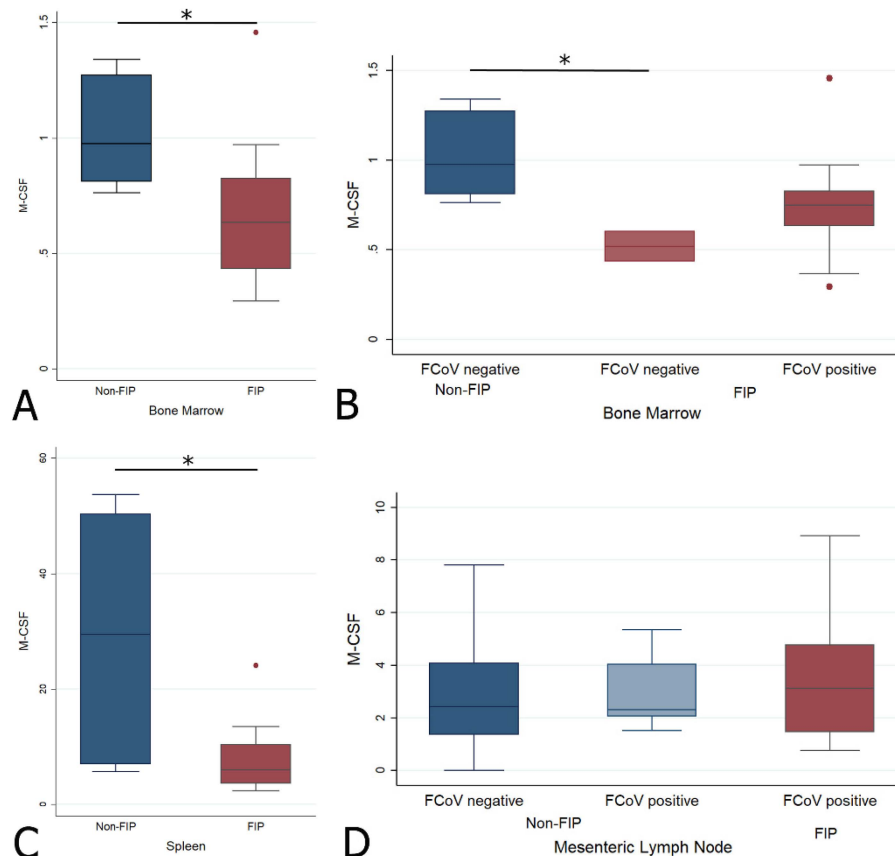 1.5
*
1
M-CSF
.5
0
Non-FIP FIP
A Bone Marrow
1.5
*
1
M-CSF
.5
0
FCoV negative FCoV negative FCoV positive
Non-FIP FIP
B Bone Marrow
60
*
40
M-CSF
20
0
Non-FIP FIP
C Spleen
10
8
6
M-CSF
4
2
0
FCoV negative FCoV positive FCoV positive
Non-FIP FIP
D Mesenteric Lymph Node